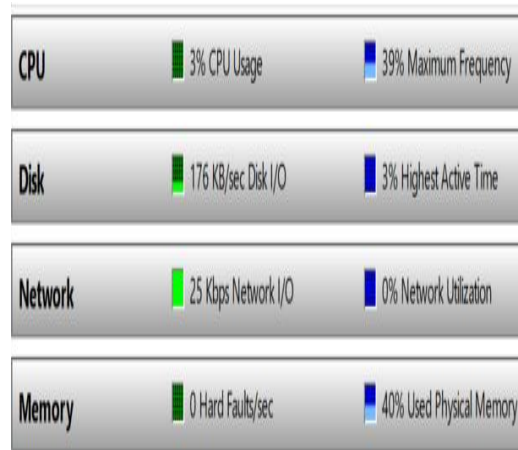 CPU 3% CPU Usage 39% Maximum Frequency
Disk 176 KB/sec Disk I/O 3% Highest Active Time
Network 25 Kbps Network I/O 0% Network Utilization
Memory 0 Hard Faults/sec 40% Used Physical Memory